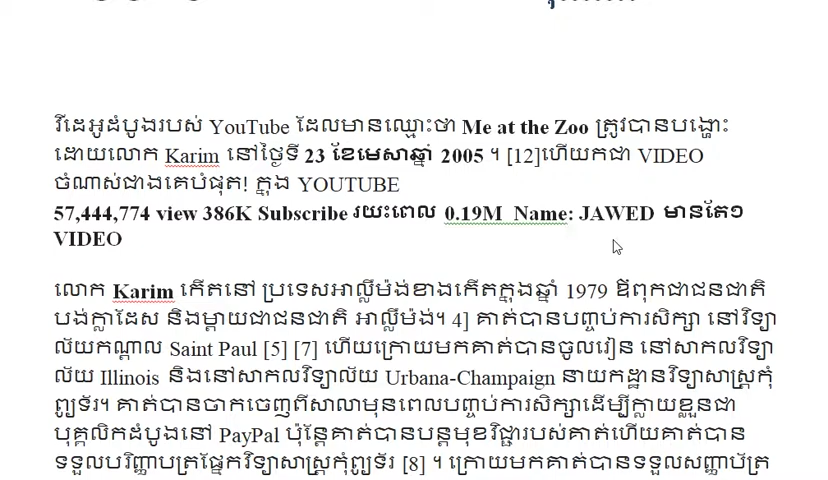 វីដេអូដំបូងរបស់ YouTube ដែលមានឈ្មោះថា Me at the Zoo ត្រូវបានបង្ហោះ
ដោយលោក Karim នៅថ្ងៃទី 23 ខែមេសាឆ្នាំ 2005 ។ [12]ហើយកជា VIDEO
ចំណាស់ជាងគេបំផុត! ក្នុង YOUTUBE
57,444,774 view 386K Subscribe រយះពេល 0.19M Name: JAWED មានតែ១
VIDEO
លោក Karim កើតនៅ ប្រទេសអាល្លឺម៉ង់ខាងកើតក្នុងឆ្នាំ 1979 ឪពុកជាជនជាតិ
បង់ក្លាដែស និងម្តាយជាជនជាតិ អាល្លឺម៉ង់។ 4] គាត់បានបញ្ចប់ការសិក្សា នៅវិទ្យា
ល័យកណ្តាល Saint Paul [5] [7] ហើយក្រោយមកគាត់បានចូលរៀន នៅសាកលវិទ្យា
ល័យ Illinois និងនៅសាកលវិទ្យាល័យ Urbana-Champaign នាយកដ្ឋានវិទ្យាសាស្ត្រកុំ
ព្យូទ័រ។ គាត់បានចាកចេញពីសាលាមុនពេលបញ្ចប់ការសិក្សាដើម្បីក្លាយខ្លួនជា
បុគ្គលិកដំបូងនៅ PayPal ប៉ុន្តែគាត់បានបន្តមុខវិជ្ជារបស់គាត់ហើយគាត់បាន
ទទួលបរិញ្ញាបត្រផ្នែកវិទ្យាសាស្ត្រកុំព្យូទ័រ [8] ។ ក្រោយមកគាត់បានទទួលសញ្ញាប័ត្រ